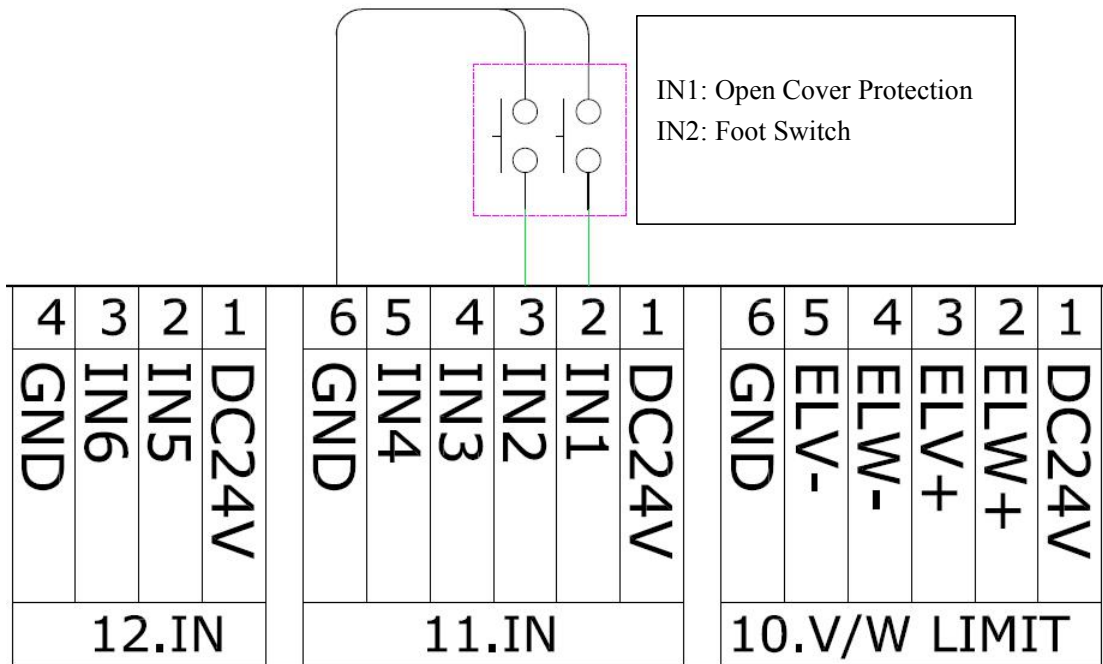 IN1: Open Cover Protection
IN2: Foot Switch
4 3 2 1
GND IN6 IN5 DC24V
12.IN
6 5 4 3 2 1
GND IN4 IN3 IN2 IN1 DC24V
11.IN
6 5 4 3 2 1
GND ELV- ELW- ELV+ ELW+ DC24V
10.V/W LIMIT